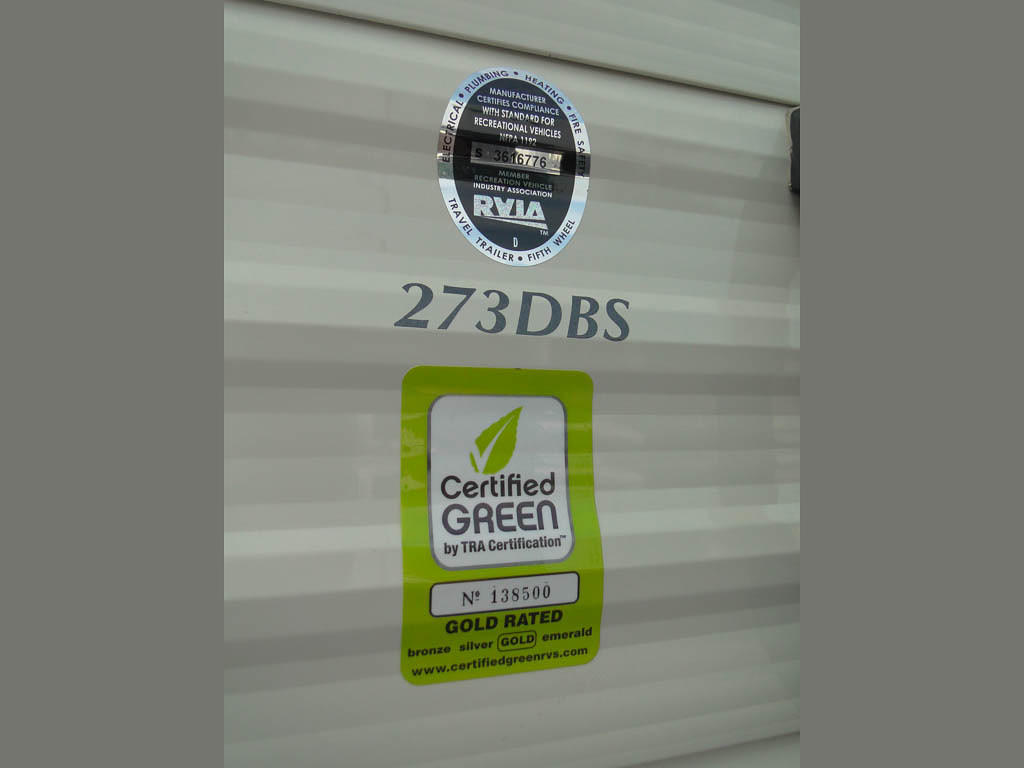 ELECTRICAL • PLUMBING • HEATING • FIRE SAFETY
MANUFACTURER
CERTIFIES COMPLIANCE
WITH STANDARD FOR
RECREATIONAL VEHICLES
NFPA 1192
S 3616776
MEMBER
RECREATION VEHICLE
INDUSTRY ASSOCIATION
RVIA
TM
D
TRAVEL TRAILER • FIFTH WHEEL
273DBS
Certified
GREEN
by TRA Certification™
Nº 138500
GOLD RATED
bronze silver GOLD emerald
www.certifiedgreenrvs.com